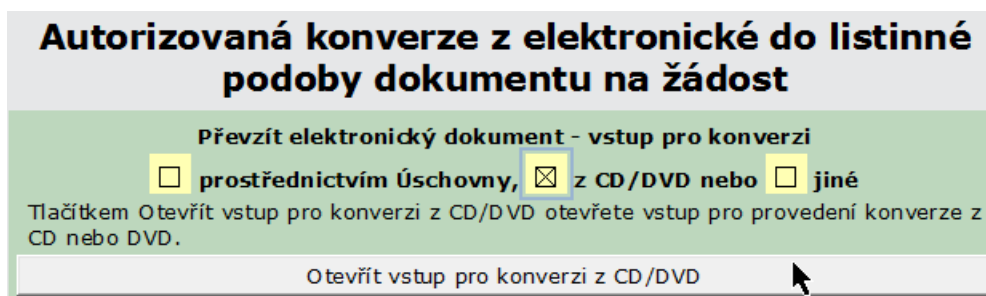 Autorizovaná konverze z elektronické do listinné
podoby dokumentu na žádost
Převzít elektronický dokument - vstup pro konverzi
prostřednictvím Úschovny, z CD/DVD nebo jiné
Tlačítkem Otevřít vstup pro konverzi z CD/DVD otevřete vstup pro provedení konverze z
CD nebo DVD.
Otevřít vstup pro konverzi z CD/DVD